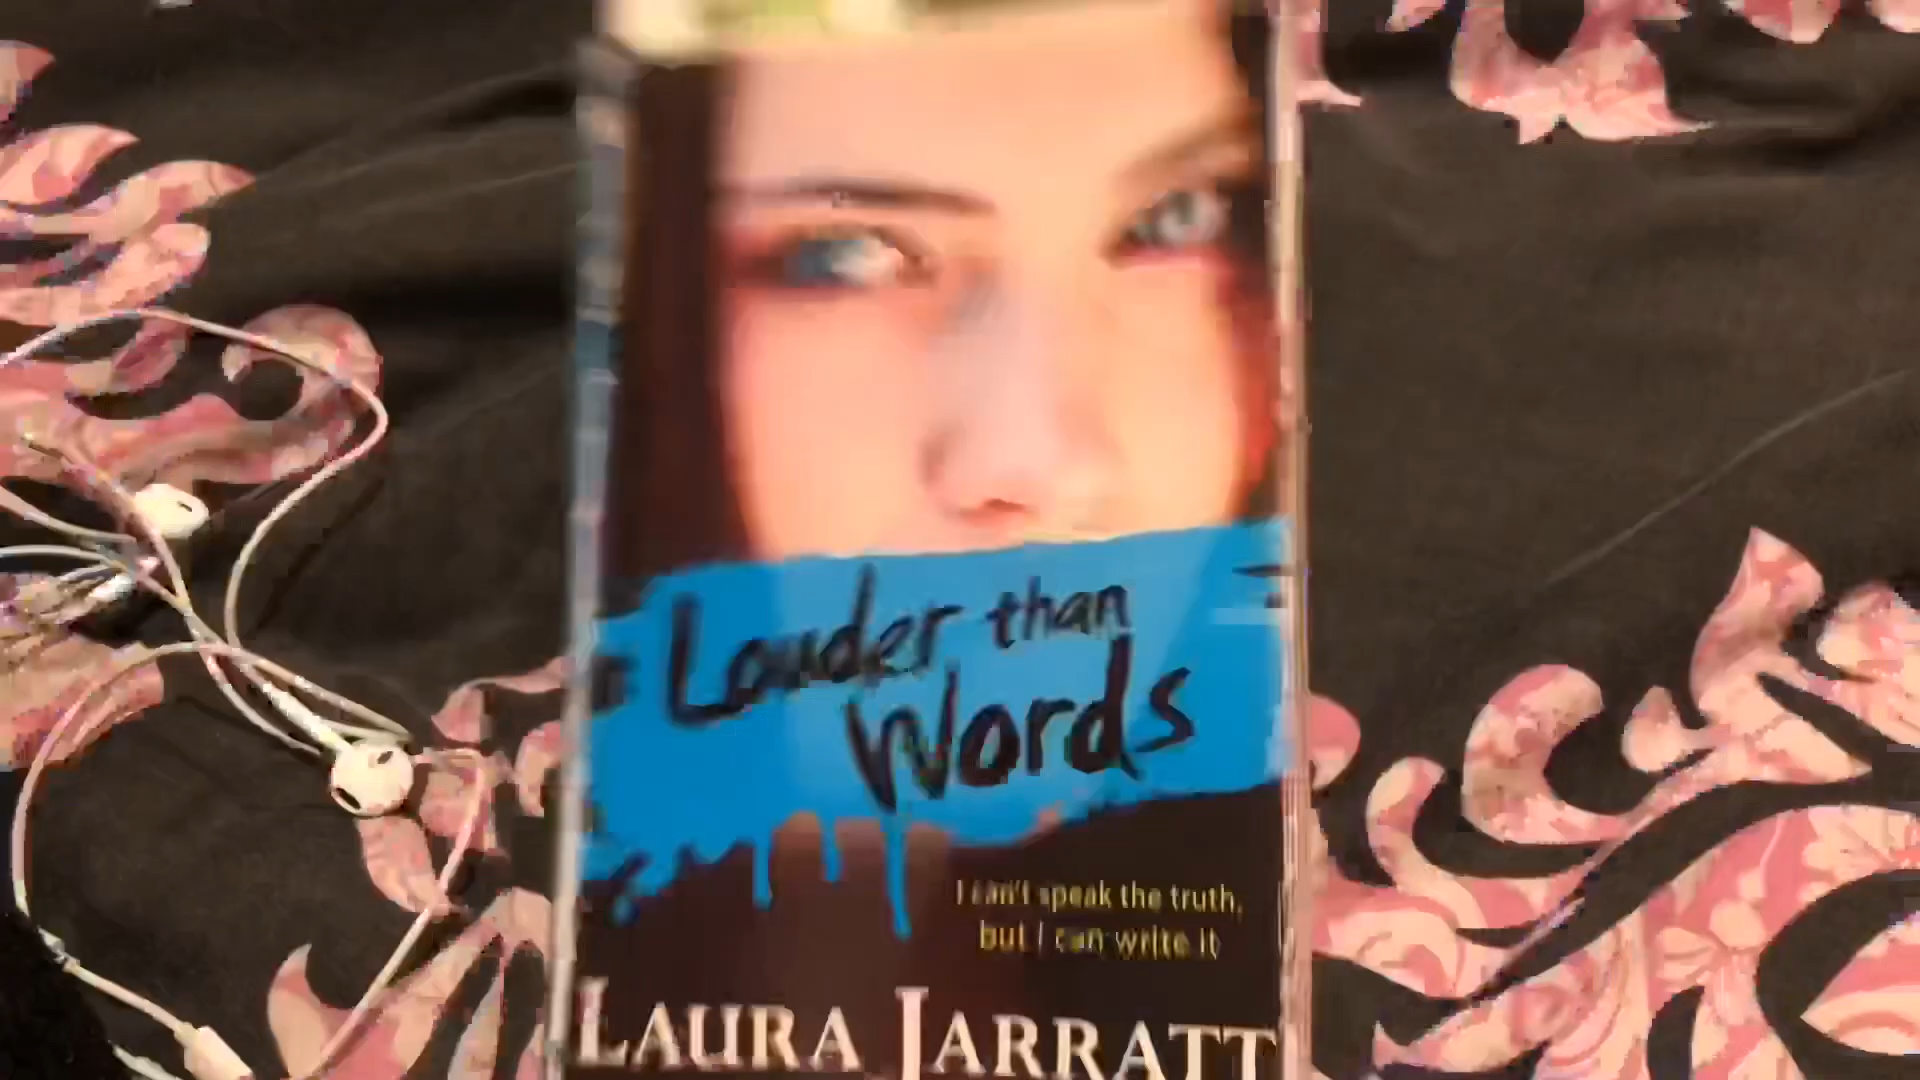 Louder than
Words
I can't speak the truth,
but I can write it
LAURA JARRATT